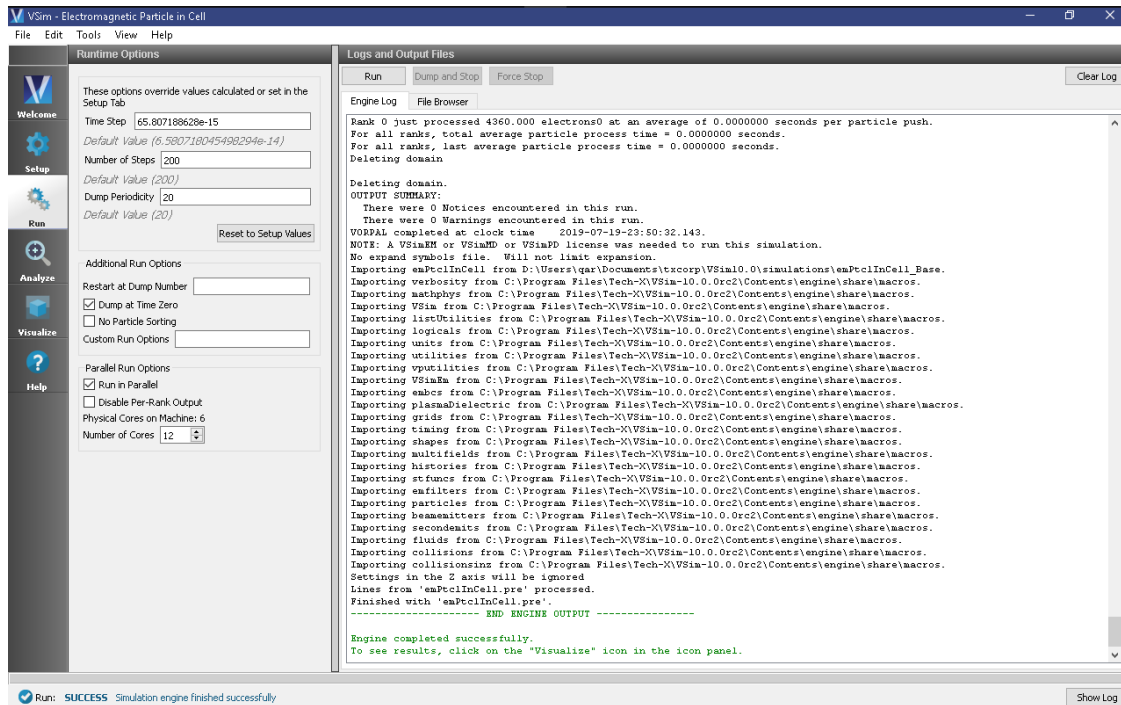 VSim - Electromagnetic Particle in Cell
File Edit Tools View Help
Welcome
Setup
Run
Analyze
Visualize
Help
Runtime Options
These options override values calculated or set in the
Setup Tab
Time Step 65.807188628e-15
Default Value (6.580718045498294e-14)
Number of Steps 200
Default Value (200)
Dump Periodicity 20
Default Value (20)
Reset to Setup Values
Additional Run Options
Restart at Dump Number
Dump at Time Zero
No Particle Sorting
Custom Run Options
Parallel Run Options
Run in Parallel
Disable Per-Rank Output
Physical Cores on Machine: 6
Number of Cores 12
Logs and Output Files
Run Dump and Stop Force Stop Clear Log
Engine Log File Browser
Rank 0 just processed 4360.000 electrons0 at an average of 0.0000000 seconds per particle push.
For all ranks, total average particle process time = 0.0000000 seconds.
For all ranks, last average particle process time = 0.0000000 seconds.
Deleting domain
Deleting domain.
OUTPUT SUMMARY:
There were 0 Notices encountered in this run.
There were 0 Warnings encountered in this run.
VORPAL completed at clock time 2019-07-19-23:50:32.143.
NOTE: A VSimEM or VSimMD or VSimPD license was needed to run this simulation.
No expand symbols file. Will not limit expansion.
Importing emPtclInCell from D:\Users\qar\Documents\txcorp\VSim10.0\simulations\emPtclInCell_Base.
Importing verbosity from C:\Program Files\Tech-X\VSim-10.0.0rc2\Contents\engine\share\macros.
Importing mathphys from C:\Program Files\Tech-X\VSim-10.0.0rc2\Contents\engine\share\macros.
Importing VSim from C:\Program Files\Tech-X\VSim-10.0.0rc2\Contents\engine\share\macros.
Importing listUtilities from C:\Program Files\Tech-X\VSim-10.0.0rc2\Contents\engine\share\macros.
Importing logicals from C:\Program Files\Tech-X\VSim-10.0.0rc2\Contents\engine\share\macros.
Importing units from C:\Program Files\Tech-X\VSim-10.0.0rc2\Contents\engine\share\macros.
Importing utilities from C:\Program Files\Tech-X\VSim-10.0.0rc2\Contents\engine\share\macros.
Importing vputilities from C:\Program Files\Tech-X\VSim-10.0.0rc2\Contents\engine\share\macros.
Importing VSimEm from C:\Program Files\Tech-X\VSim-10.0.0rc2\Contents\engine\share\macros.
Importing embcs from C:\Program Files\Tech-X\VSim-10.0.0rc2\Contents\engine\share\macros.
Importing plasmaDielectric from C:\Program Files\Tech-X\VSim-10.0.0rc2\Contents\engine\share\macros.
Importing grids from C:\Program Files\Tech-X\VSim-10.0.0rc2\Contents\engine\share\macros.
Importing timing from C:\Program Files\Tech-X\VSim-10.0.0rc2\Contents\engine\share\macros.
Importing shapes from C:\Program Files\Tech-X\VSim-10.0.0rc2\Contents\engine\share\macros.
Importing multifields from C:\Program Files\Tech-X\VSim-10.0.0rc2\Contents\engine\share\macros.
Importing histories from C:\Program Files\Tech-X\VSim-10.0.0rc2\Contents\engine\share\macros.
Importing stfuncs from C:\Program Files\Tech-X\VSim-10.0.0rc2\Contents\engine\share\macros.
Importing emfilters from C:\Program Files\Tech-X\VSim-10.0.0rc2\Contents\engine\share\macros.
Importing particles from C:\Program Files\Tech-X\VSim-10.0.0rc2\Contents\engine\share\macros.
Importing beamemitters from C:\Program Files\Tech-X\VSim-10.0.0rc2\Contents\engine\share\macros.
Importing secondemits from C:\Program Files\Tech-X\VSim-10.0.0rc2\Contents\engine\share\macros.
Importing fluids from C:\Program Files\Tech-X\VSim-10.0.0rc2\Contents\engine\share\macros.
Importing collisions from C:\Program Files\Tech-X\VSim-10.0.0rc2\Contents\engine\share\macros.
Importing collisionsinz from C:\Program Files\Tech-X\VSim-10.0.0rc2\Contents\engine\share\macros.
Settings in the Z axis will be ignored
Lines from 'emPtclInCell.pre' processed.
Finished with 'emPtclInCell.pre'.
--------------------- END ENGINE OUTPUT ----------------
Engine completed successfully.
To see results, click on the "Visualize" icon in the icon panel.
Run: SUCCESS Simulation engine finished successfully
Show Log